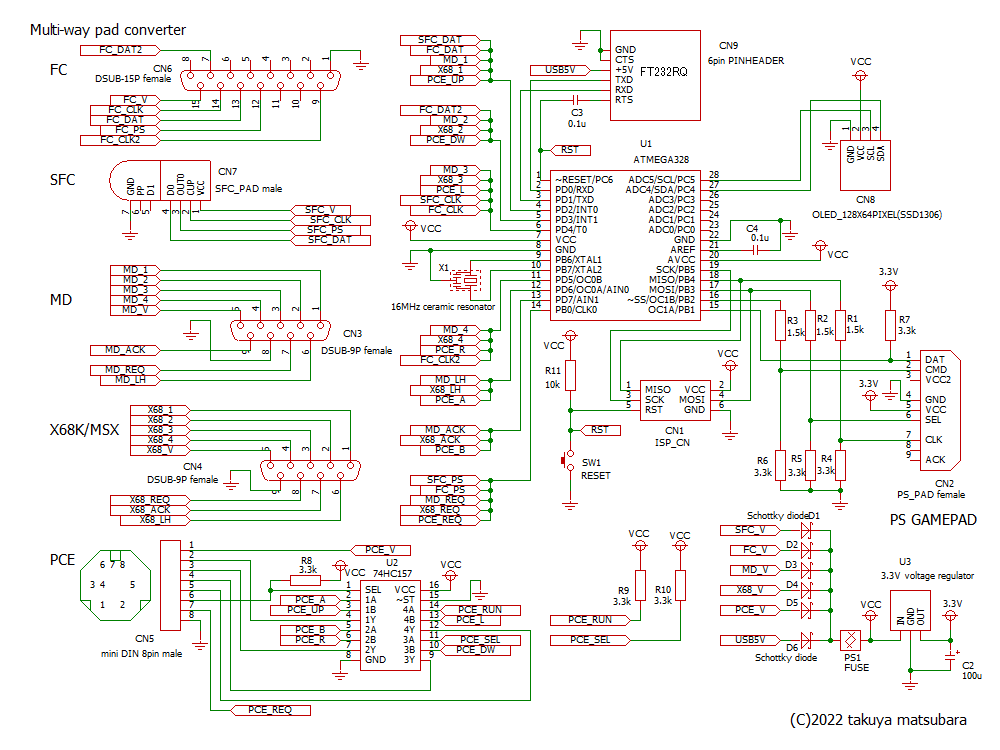 Multi-way pad converter
FC
FC_DAT2
CN6
DSUB-15P female
8
7
6
5
4
3
2
1
15
14
13
12
11
10
9
FC_V
FC_CLK
FC_DAT
FC_PS
FC_CLK2
SFC
CN7
SFC_PAD male
GND
PP
D1
D0
OUT0
CUP
VCC
7
6
5
4
3
2
1
SFC_V
SFC_CLK
SFC_PS
SFC_DAT
MD
MD_1
MD_2
MD_3
MD_4
MD_V
5
4
3
2
1
CN3
DSUB-9P female
9
8
7
6
MD_ACK
MD_REQ
MD_LH
X68K/MSX
X68_1
X68_2
X68_3
X68_4
X68_V
5
4
3
2
1
CN4
DSUB-9P female
9
8
7
6
X68_REQ
X68_ACK
X68_LH
PCE
6 7 8
3 4
5
1
2
CN5
mini DIN 8pin male
1
2
3
4
5
6
7
8
PCE_V
PCE_REQ
R8
3.3k
VCC
U2
74HC157
VCC
PCE_A
PCE_UP
PCE_B
PCE_R
1
2
3
4
5
6
7
8
SEL
1A
1B
1Y
2A
2B
2Y
GND
VCC
~ST
4A
4B
4Y
3A
3B
3Y
16
15
14
13
12
11
10
9
PCE_RUN
PCE_L
PCE_SEL
PCE_DW
SFC_DAT
FC_DAT
MD_1
X68_1
PCE_UP
FC_DAT2
MD_2
X68_2
PCE_DW
MD_3
X68_3
PCE_L
SFC_CLK
FC_CLK
VCC
X1
16MHz ceramic resonator
MD_4
X68_4
PCE_R
FC_CLK2
MD_LH
X68_LH
PCE_A
MD_ACK
X68_ACK
PCE_B
SFC_PS
FC_PS
MD_REQ
X68_REQ
PCE_REQ
CN9
6pin PINHEADER
FT232RQ
GND
CTS
+5V
TXD
RXD
RTS
USB5V
C3
0.1u
RST
U1
ATMEGA328
1
2
3
4
5
6
7
8
9
10
11
12
13
14
~RESET/PC6
PD0/RXD
PD1/TXD
PD2/INT0
PD3/INT1
PD4/T0
VCC
GND
PB6/XTAL1
PB7/XTAL2
PD5/OC0B
PD6/OC0A/AIN0
PD7/AIN1
PB0/CLK0
ADC5/SCL/PC5
ADC4/SDA/PC4
ADC3/PC3
ADC2/PC2
ADC1/PC1
ADC0/PC0
GND
AREF
AVCC
SCK/PB5
MISO/PB4
MOSI/PB3
~SS/OC1B/PB2
OC1A/PB1
28
27
26
25
24
23
22
21
20
19
18
17
16
15
VCC
1
2
3
4
GND
VCC
SCL
SDA
CN8
OLED_128X64PIXEL(SSD1306)
C4
0.1u
VCC
VCC
R11
10k
RST
SW1
RESET
VCC
1
3
5
MISO
SCK
RST
VCC
MOSI
GND
2
4
6
CN1
ISP_CN
R3
1.5k
R2
1.5k
R1
1.5k
3.3V
R7
3.3k
3.3V
R6
3.3k
R5
3.3k
R4
3.3k
1
2
3
4
5
6
7
8
9
DAT
CMD
VCC2
GND
VCC
SEL
CLK
ACK
CN2
PS_PAD female
PS GAMEPAD
VCC
VCC
R9
3.3k
R10
3.3k
PCE_RUN
PCE_SEL
Schottky diode
D1
D2
D3
D4
D5
D6
SFC_V
FC_V
MD_V
X68_V
PCE_V
USB5V
Schottky diode
PS1
FUSE
VCC
U3
3.3V voltage regulator
IN
GND
OUT
3.3V
+
C2
100u
(C)2022 takuya matsubara